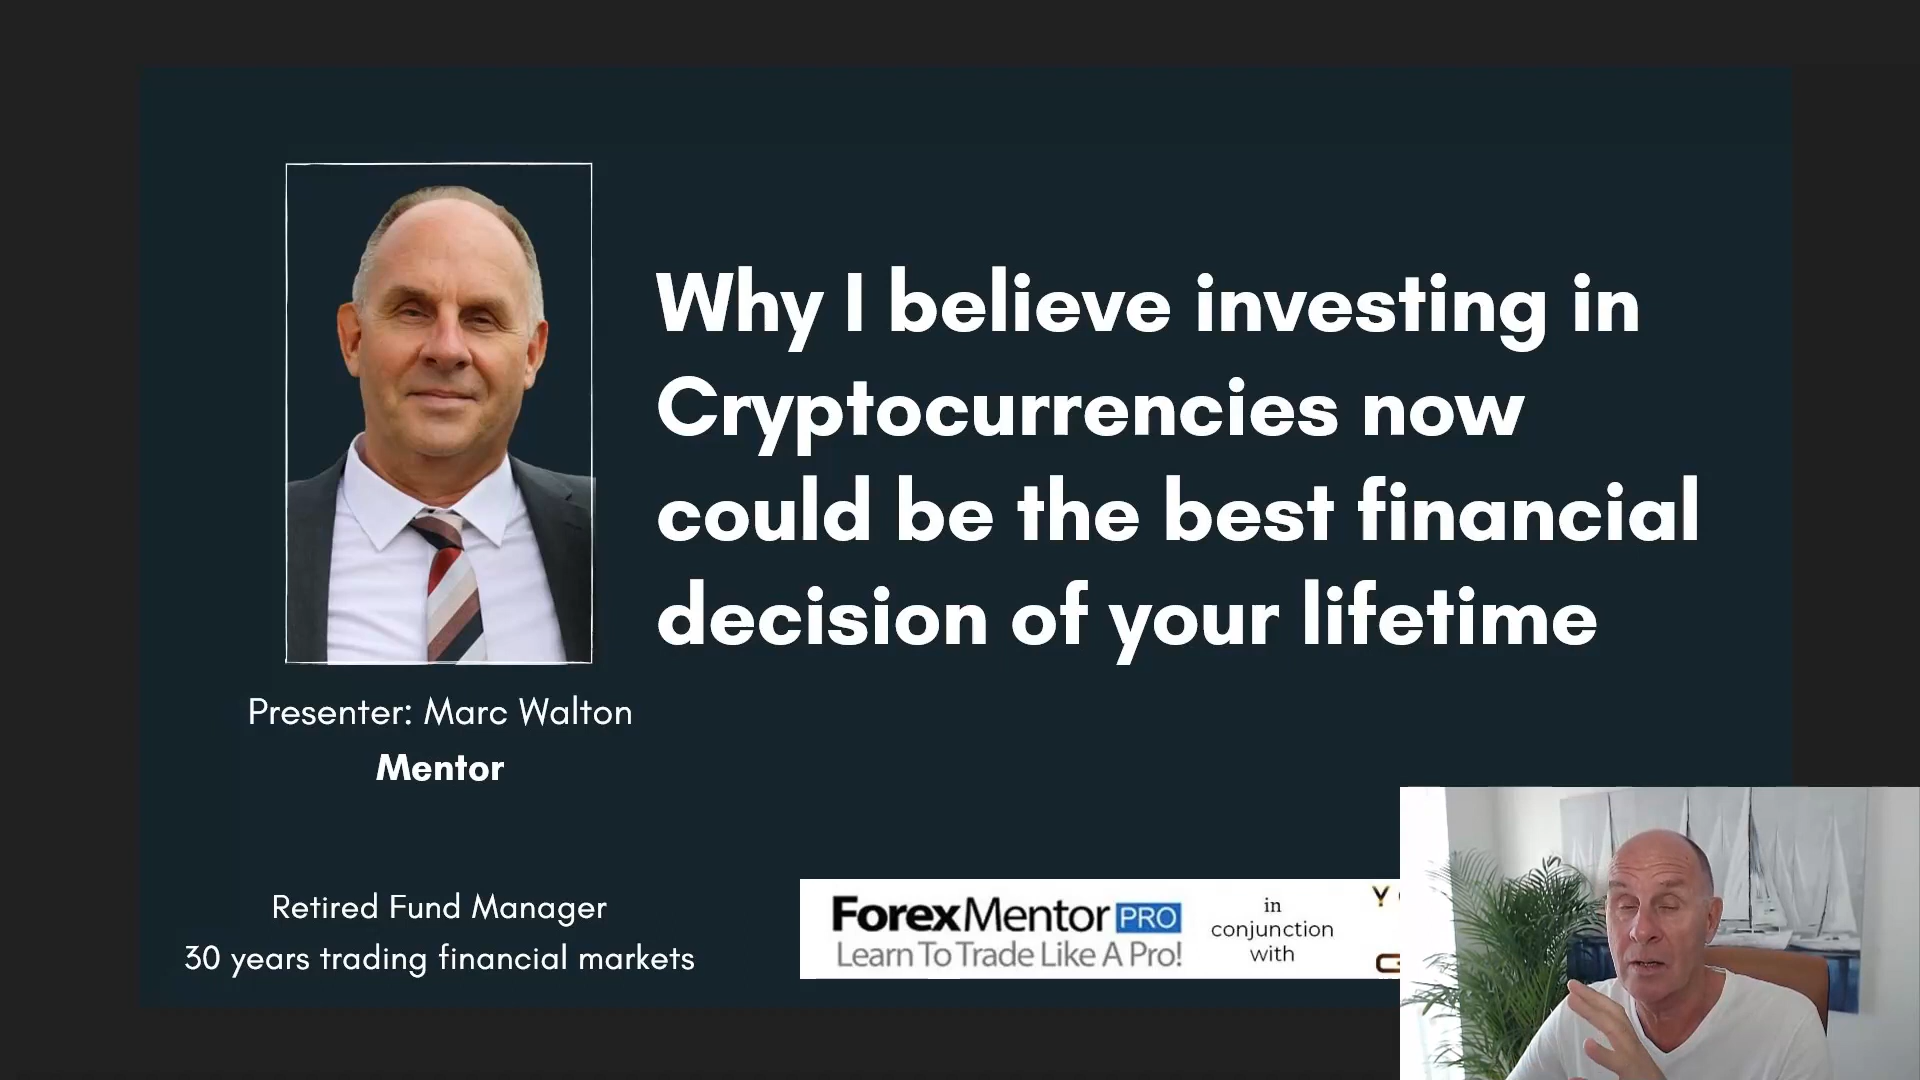 Why I believe investing in
Cryptocurrencies now
could be the best financial
decision of your lifetime
Presenter: Marc Walton
Mentor
Retired Fund Manager
30 years trading financial markets
ForexMentor PRO
Learn To Trade Like A Pro!
in
conjunction
with